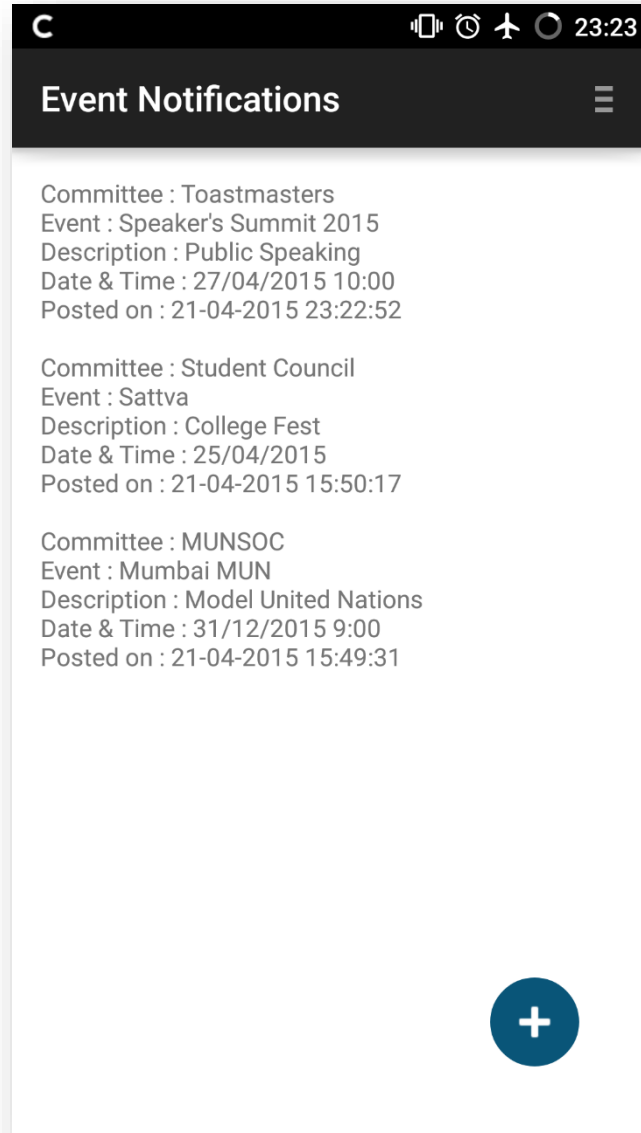 C 23:23
Event Notifications
Committee : Toastmasters
Event : Speaker's Summit 2015
Description : Public Speaking
Date & Time : 27/04/2015 10:00
Posted on : 21-04-2015 23:22:52
Committee : Student Council
Event : Sattva
Description : College Fest
Date & Time : 25/04/2015
Posted on : 21-04-2015 15:50:17
Committee : MUNSOC
Event : Mumbai MUN
Description : Model United Nations
Date & Time : 31/12/2015 9:00
Posted on : 21-04-2015 15:49:31
+